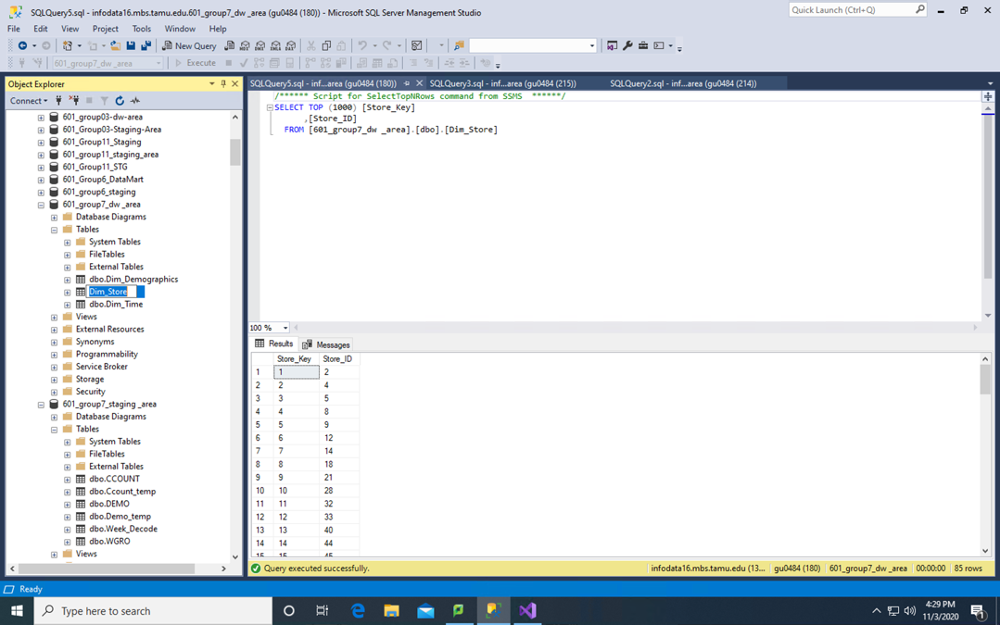 SQLQuery5.sql - infodata16.mbs.tamu.edu.601_group7_dw _area (gu0484 (180)) - Microsoft SQL Server Management Studio
Quick Launch (Ctrl+Q)
File Edit View Project Tools Window Help
New Query
601_group7_dw _area
Execute
Object Explorer
Connect
601_group03-dw-area
601_Group03-Staging-Area
601_Group11_Staging
601_group11_staging_area
601_Group11_STG
601_Group6_DataMart
601_group6_staging
601_group7_dw _area
Database Diagrams
Tables
System Tables
FileTables
External Tables
dbo.Dim_Demographics
Dim_Store
dbo.Dim_Time
Views
External Resources
Synonyms
Programmability
Service Broker
Storage
Security
601_group7_staging _area
Database Diagrams
Tables
System Tables
FileTables
External Tables
dbo.CCOUNT
dbo.Ccount_temp
dbo.DEMO
dbo.Demo_temp
dbo.Week_Decode
dbo.WGRO
Views
SQLQuery5.sql - inf...area (gu0484 (180)) SQLQuery3.sql - inf...area (gu0484 (215)) SQLQuery2.sql - inf...area (gu0484 (214))
/****** Script for SelectTopNRows command from SSMS ******/
SELECT TOP (1000) [Store_Key]
,[Store_ID]
FROM [601_group7_dw _area].[dbo].[Dim_Store]
100 %
Results Messages
Store_Key Store_ID
1 1 2
2 2 4
3 3 5
4 4 8
5 5 9
6 6 12
7 7 14
8 8 18
9 9 21
10 10 28
11 11 32
12 12 33
13 13 40
14 14 44
15 15 45
Query executed successfully. infodata16.mbs.tamu.edu (13... gu0484 (180) 601_group7_dw _area 00:00:00 85 rows
Ready
Type here to search
4:29 PM
11/3/2020
1